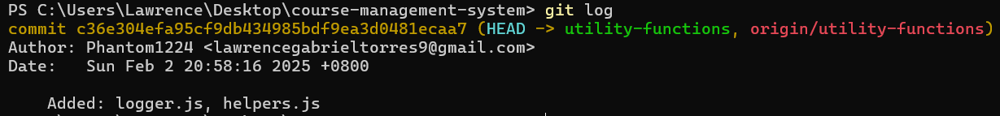 PS C:\Users\Lawrence\Desktop\course-management-system> git log
commit c36e304efa95cf9db434985bdf9ea3d0481ecaa7 (HEAD -> utility-functions, origin/utility-functions)
Author: Phantom1224 <lawrencegabrieltorres9@gmail.com>
Date:   Sun Feb 2 20:58:16 2025 +0800
    Added: logger.js, helpers.js